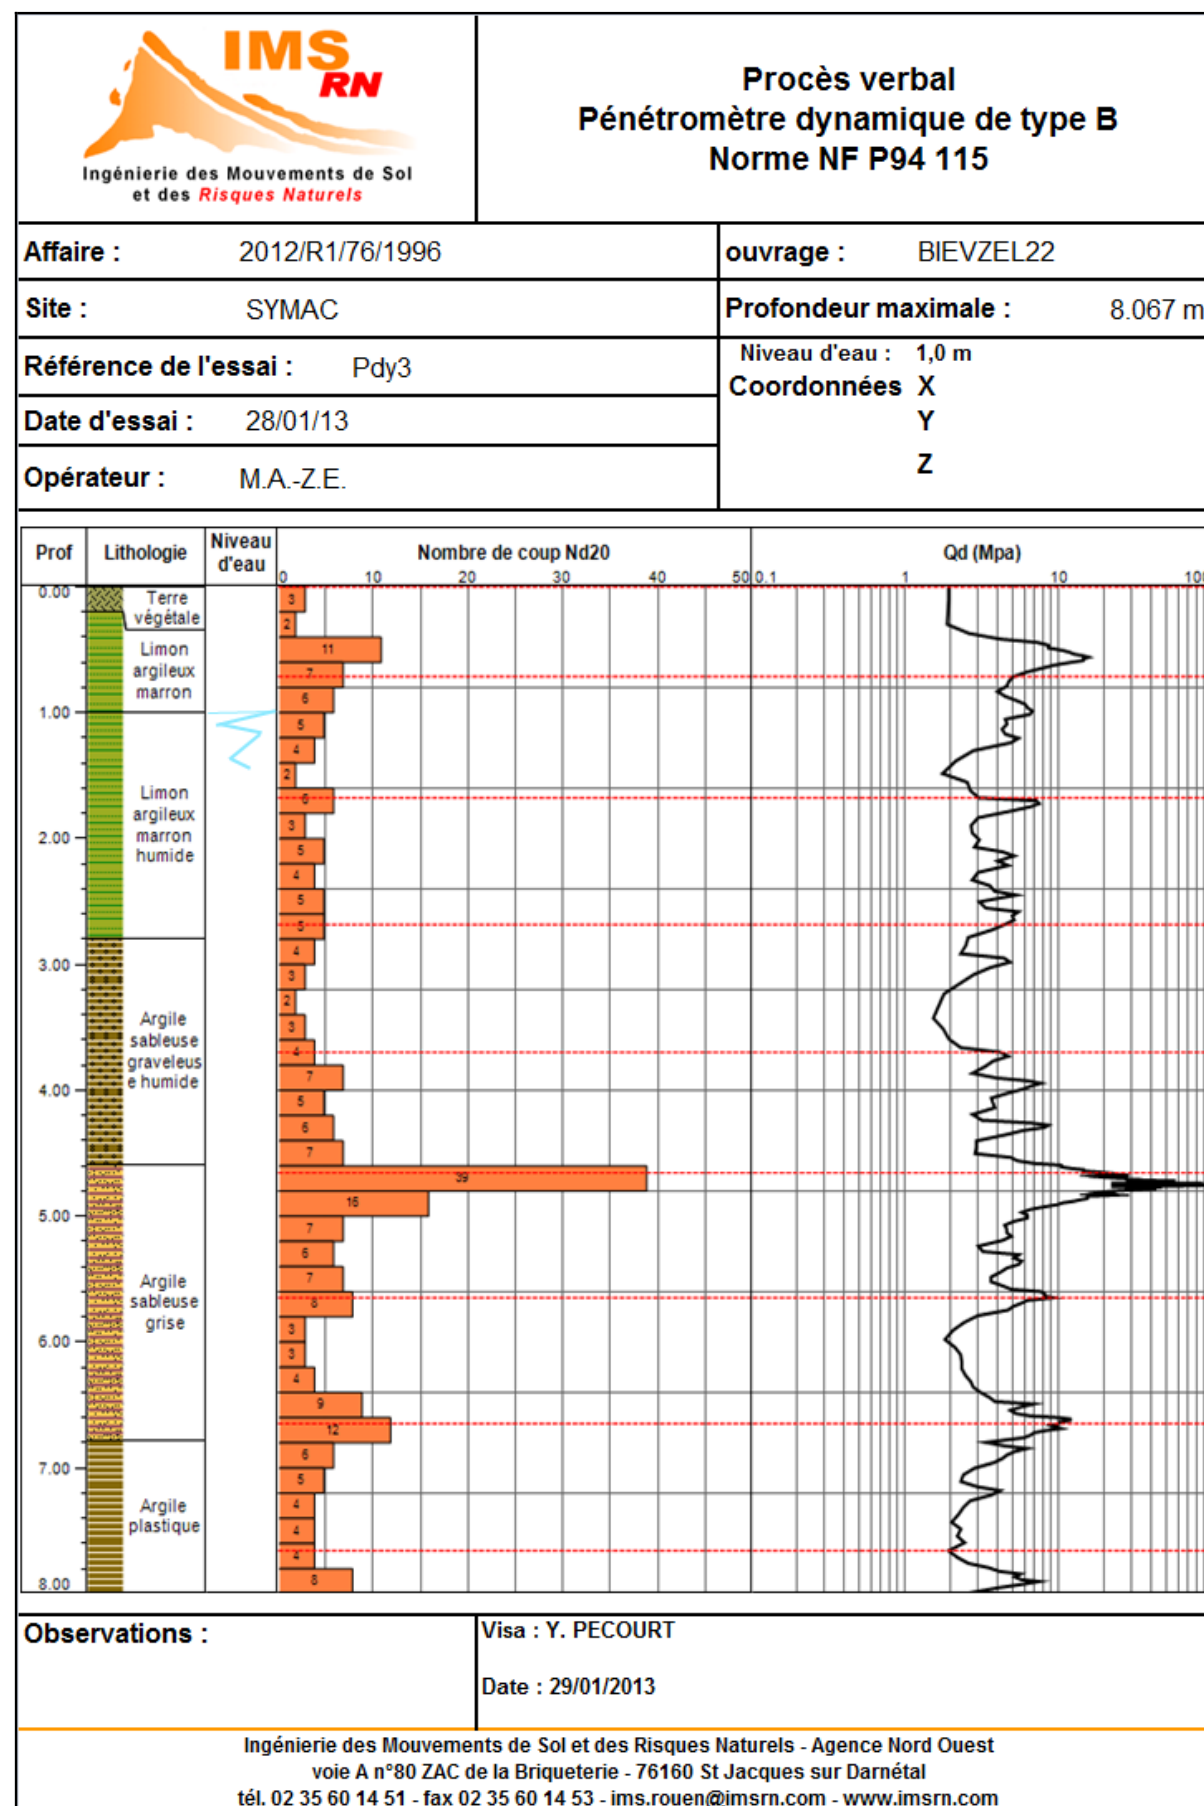 IMS
RN
Ingénierie des Mouvements de Sol
et des Risques Naturels
Procès verbal
Pénétromètre dynamique de type B
Norme NF P94 115
Affaire : 2012/R1/76/1996
ouvrage : BIEVZEL22
Site : SYMAC
Profondeur maximale : 8.067 m
Référence de l'essai : Pdy3
Niveau d'eau : 1,0 m
Coordonnées X
Y
Z
Date d'essai : 28/01/13
Opérateur : M.A.-Z.E.
Prof
Lithologie
Niveau
d'eau
Nombre de coup Nd20
Qd (Mpa)
0 10 20 30 40 50 0.1 1 10 100
0.00
1.00
2.00
3.00
4.00
5.00
6.00
7.00
8.00
Terre
végétale
Limon
argileux
marron
Limon
argileux
marron
humide
Argile
sableuse
graveleus
e humide
Argile
sableuse
grise
Argile
plastique
3
2
11
7
6
5
4
2
6
3
5
4
5
5
4
3
2
3
4
7
5
6
7
39
16
7
6
7
8
3
3
4
9
12
6
5
4
4
4
8
Observations :
Visa : Y. PECOURT
Date : 29/01/2013
Ingénierie des Mouvements de Sol et des Risques Naturels - Agence Nord Ouest
voie A n°80 ZAC de la Briqueterie - 76160 St Jacques sur Darnétal
tél. 02 35 60 14 51 - fax 02 35 60 14 53 - ims.rouen@imsrn.com - www.imsrn.com